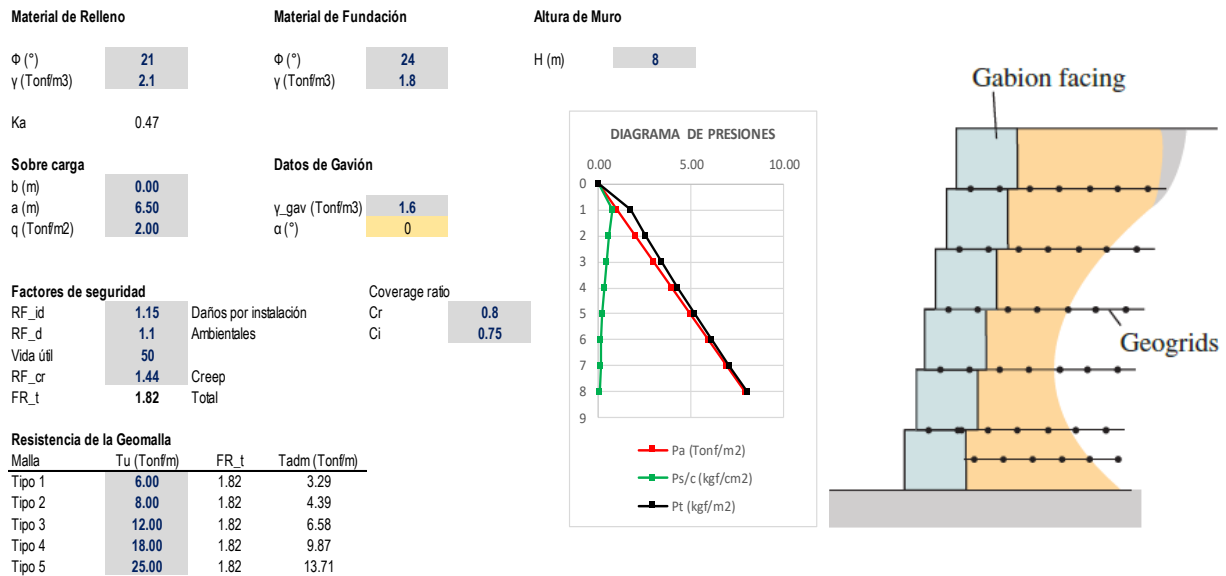 Material de Relleno
Φ (°) 21
γ (Tonf/m3) 2.1
Ka 0.47
Material de Fundación
Φ (°) 24
γ (Tonf/m3) 1.8
Altura de Muro
H (m) 8
Sobre carga
b (m) 0.00
a (m) 6.50
q (Tonf/m2) 2.00
Datos de Gavión
γ_gav (Tonf/m3) 1.6
α (°) 0
Factores de seguridad
RF_id 1.15 Daños por instalación
RF_d 1.1 Ambientales
Vida útil 50
RF_cr 1.44 Creep
FR_t 1.82 Total
Coverage ratio
Cr 0.8
Ci 0.75
Resistencia de la Geomalla
Malla Tu (Tonf/m) FR_t Tadm (Tonf/m)
Tipo 1 6.00 1.82 3.29
Tipo 2 8.00 1.82 4.39
Tipo 3 12.00 1.82 6.58
Tipo 4 18.00 1.82 9.87
Tipo 5 25.00 1.82 13.71
DIAGRAMA DE PRESIONES
0.00 5.00 10.00
0
1
2
3
4
5
6
7
8
9
Pa (Tonf/m2)
Ps/c (kgf/cm2)
Pt (kgf/m2)
Gabion facing
Geogrids